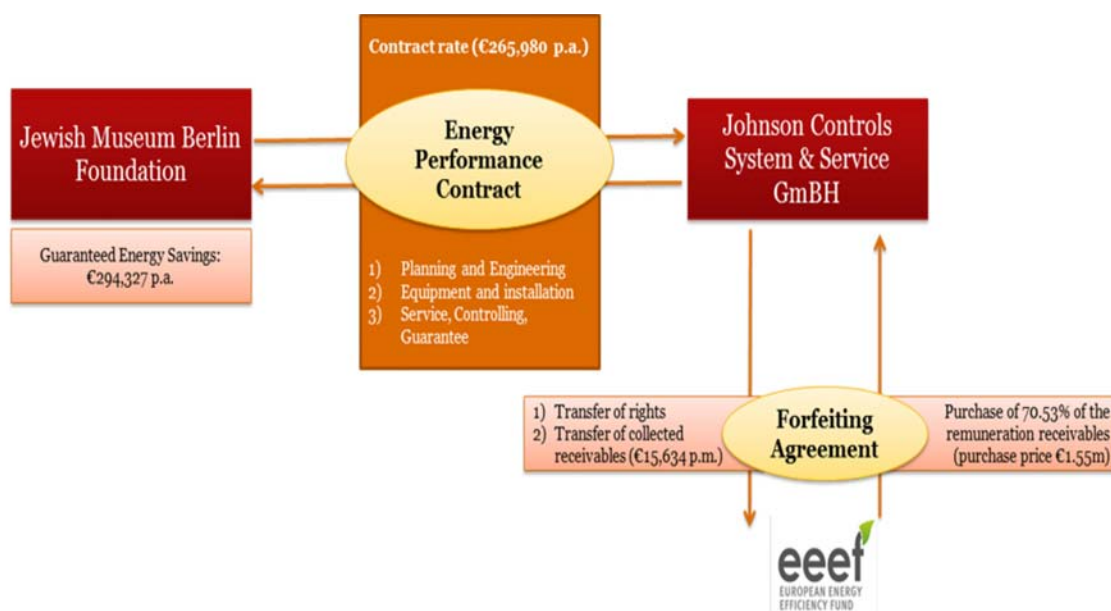 Contract rate (€265,980 p.a.)
Jewish Museum Berlin
Foundation
Energy
Performance
Contract
Johnson Controls
System & Service
GmBH
Guaranteed Energy Savings:
€294,327 p.a.
1) Planning and Engineering
2) Equipment and installation
3) Service, Controlling,
Guarantee
1) Transfer of rights
2) Transfer of collected
receivables (€15,634 p.m.)
Forfeiting
Agreement
Purchase of 70.53% of the
remuneration receivables
(purchase price €1.55m)
eeef
EUROPEAN ENERGY
EFFICIENCY FUND